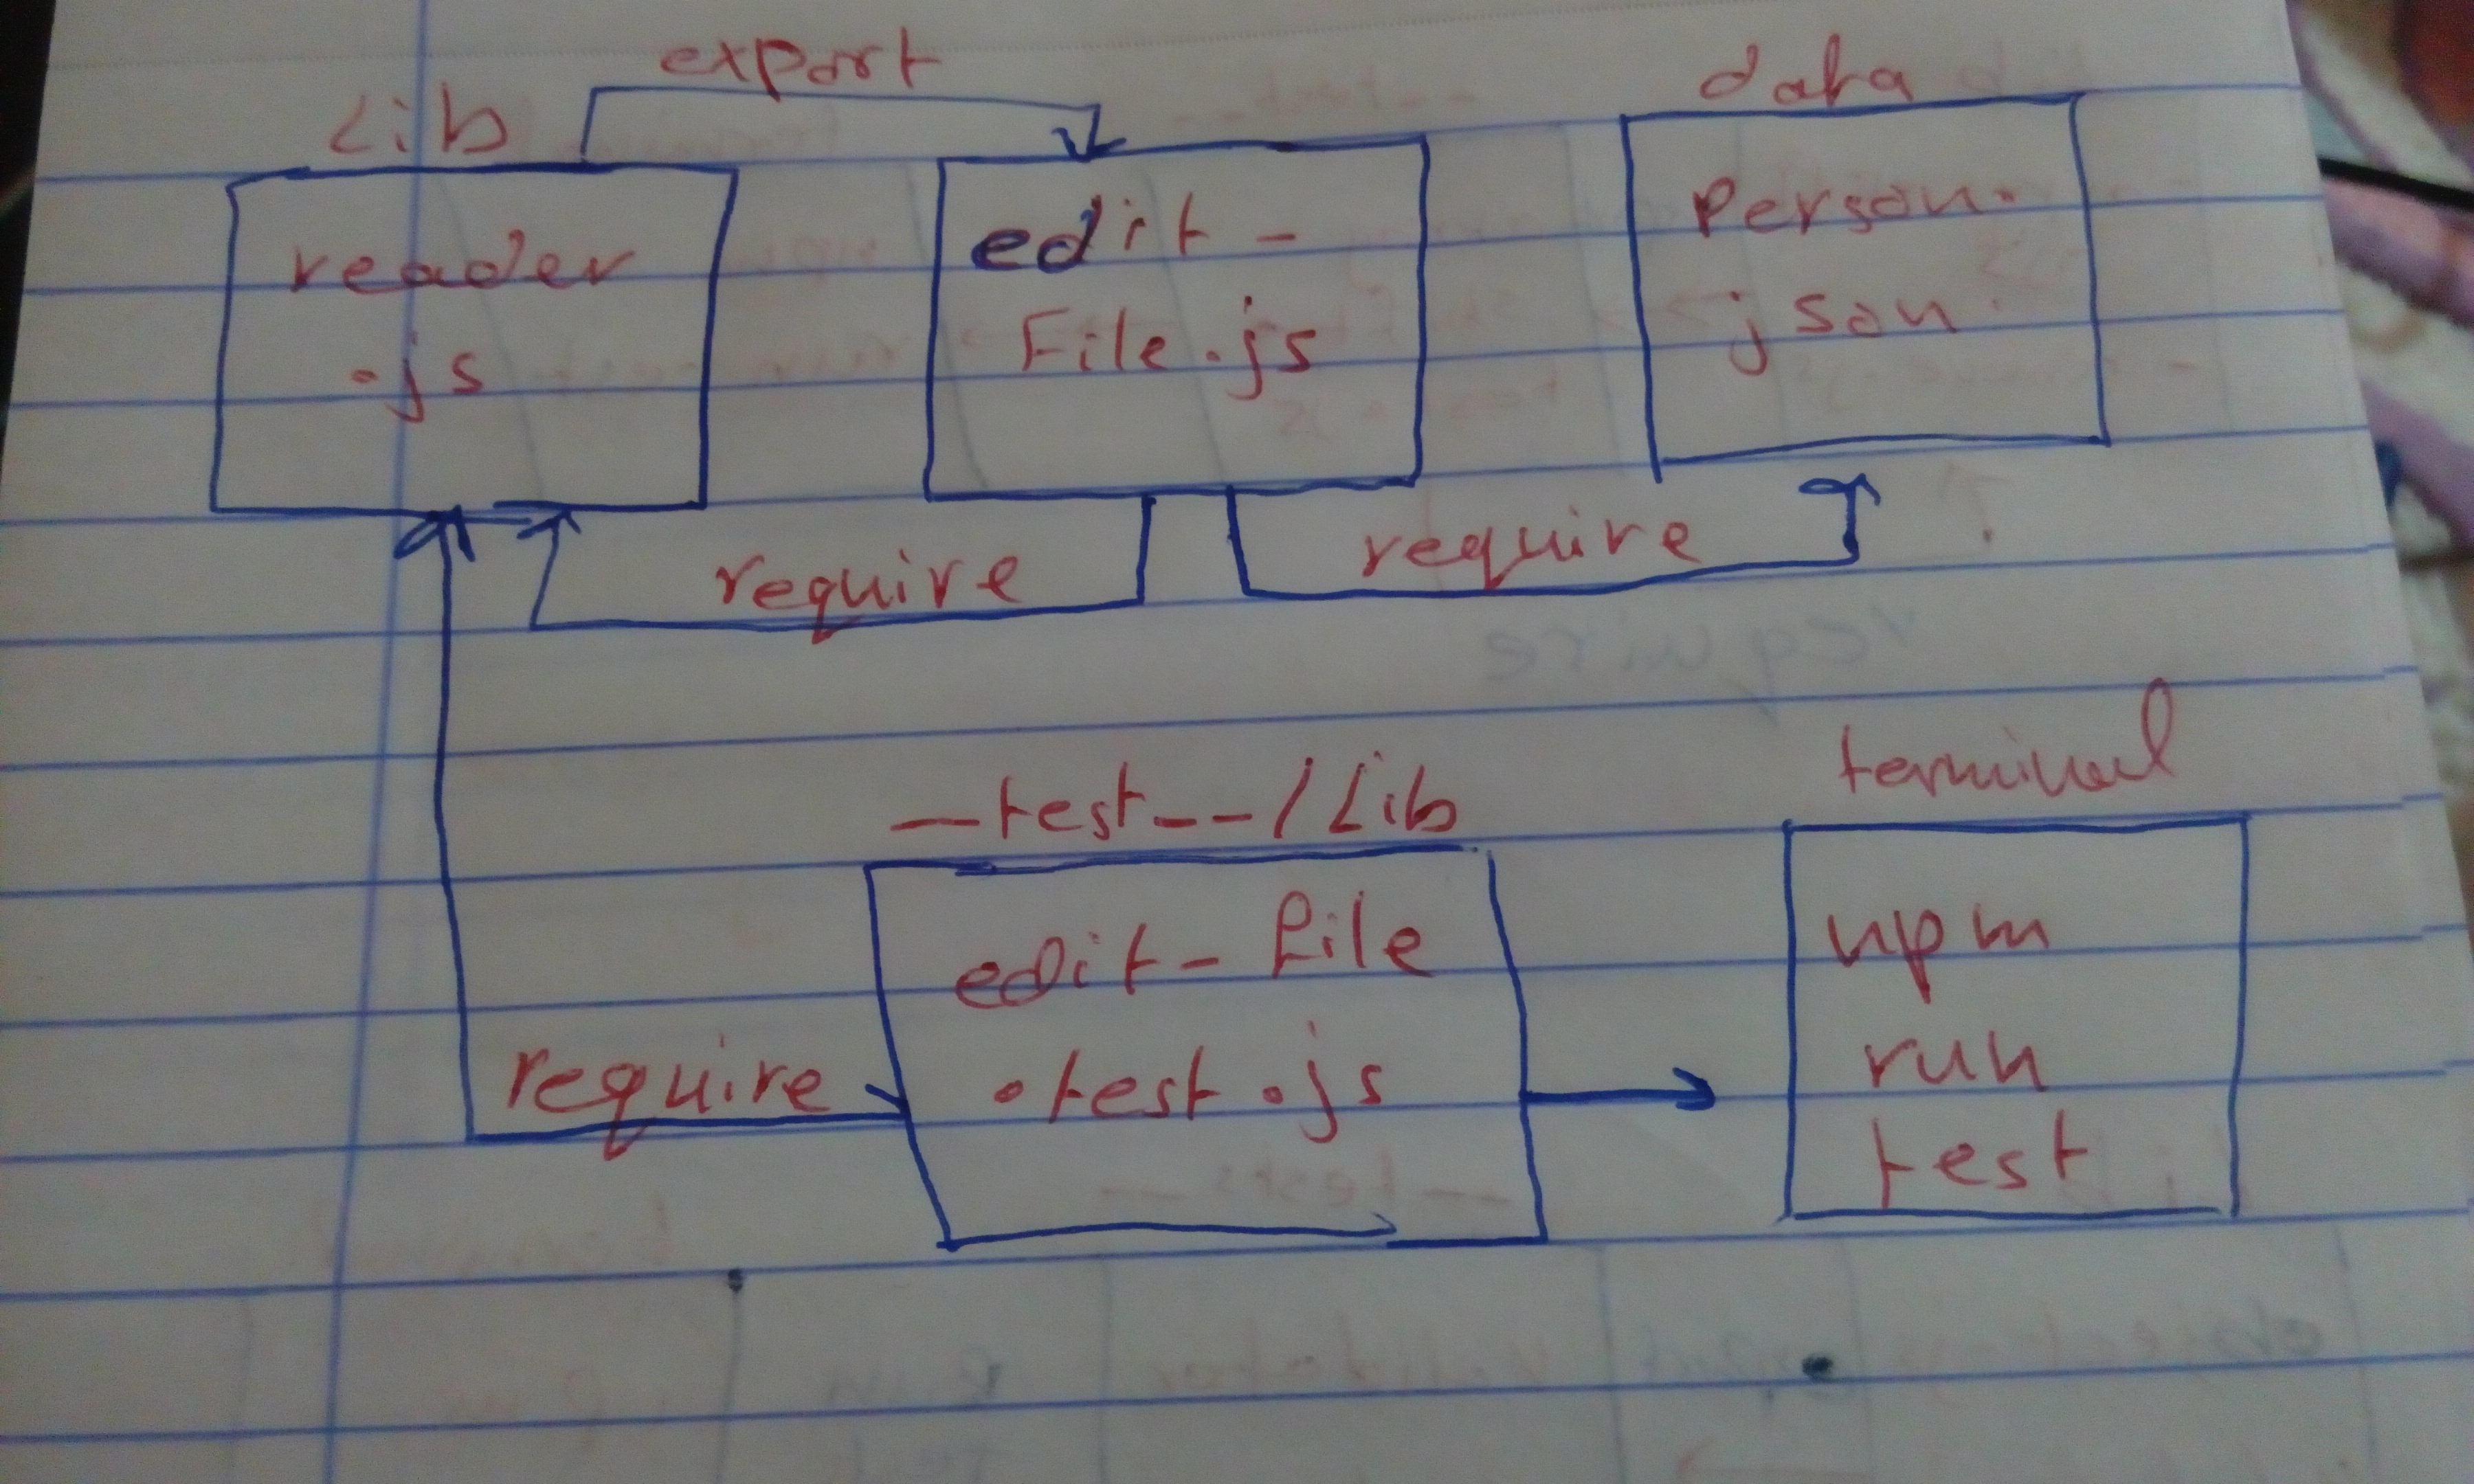 export
Lib
data
reader
.js
edit -
File.js
Person.
json
require
require
__test__/Lib
terminal
edit - file
.test.js
npm
run
test
require